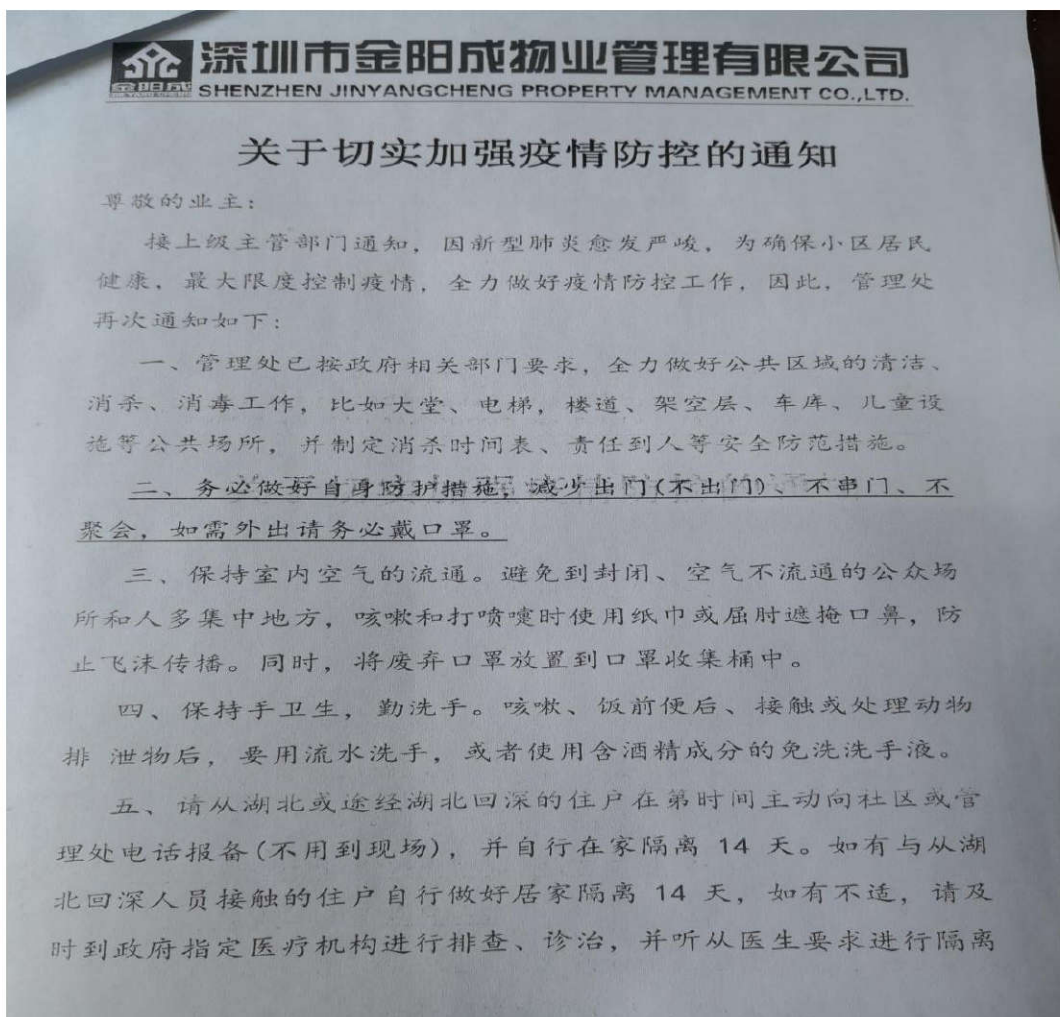 深圳市金阳成物业管理有限公司
金阳成
SHENZHEN JINYANGCHENG PROPERTY MANAGEMENT CO.,LTD.
关于切实加强疫情防控的通知
尊敬的业主：
接上级主管部门通知，因新型肺炎愈发严峻，为确保小区居民
健康，最大限度控制疫情，全力做好疫情防控工作，因此，管理处
再次通知如下：
一、管理处已按政府相关部门要求，全力做好公共区域的清洁、
消杀、消毒工作，比如大堂、电梯，楼道、架空层、车库、儿童设
施等公共场所，并制定消杀时间表、责任到人等安全防范措施。
二、务必做好自身防护措施，减少出门(不出门)、不串门、不
聚会，如需外出请务必戴口罩。
三、保持室内空气的流通。避免到封闭、空气不流通的公众场
所和人多集中地方，咳嗽和打喷嚏时使用纸巾或屈肘遮掩口鼻，防
止飞沫传播。同时，将废弃口罩放置到口罩收集桶中。
四、保持手卫生，勤洗手。咳嗽、饭前便后、接触或处理动物
排 泄物后，要用流水洗手，或者使用含酒精成分的免洗洗手液。
五、请从湖北或途经湖北回深的住户在第时间主动向社区或管
理处电话报备(不用到现场)，并自行在家隔离 14 天。如有与从湖
北回深人员接触的住户自行做好居家隔离 14 天，如有不适，请及
时到政府指定医疗机构进行排查、诊治，并听从医生要求进行隔离